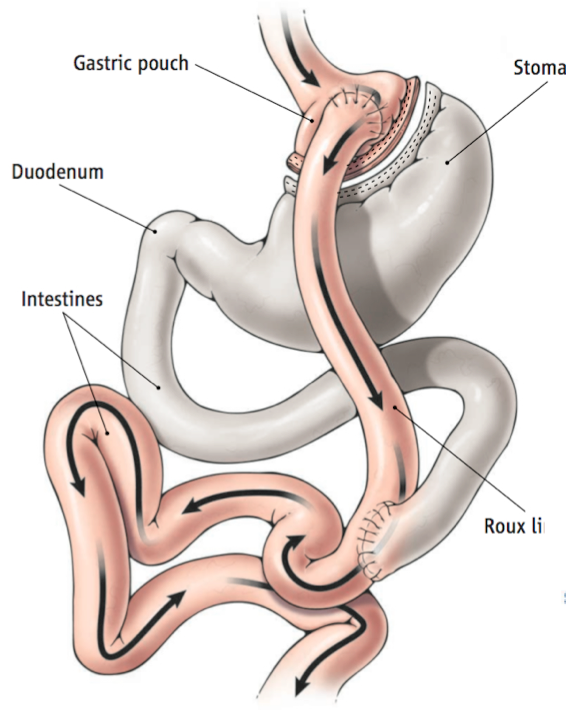 Gastric pouch
Stoma
Duodenum
Intestines
Roux li